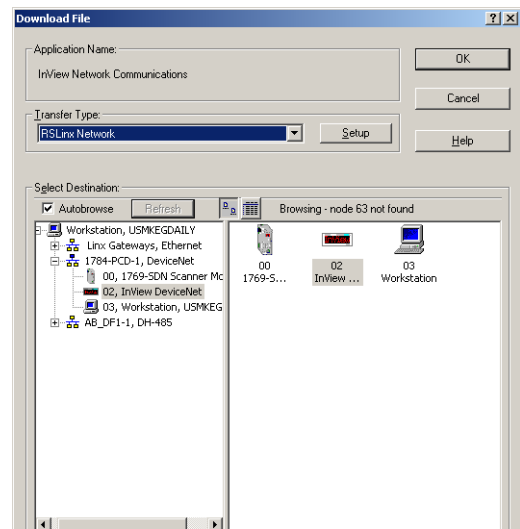 Download File
Application Name:
InView Network Communications
OK
Cancel
Transfer Type:
RSLinx Network
Setup
Help
Select Destination:
Autobrowse
Refresh
Browsing - node 63 not found
Workstation, USMKEGDAILY
Linx Gateways, Ethernet
1784-PCD-1, DeviceNet
00, 1769-SDN Scanner Mc
02, InView DeviceNet
03, Workstation, USMKEG
AB_DF1-1, DH-485
00
1769-S...
02
InView ...
03
Workstation